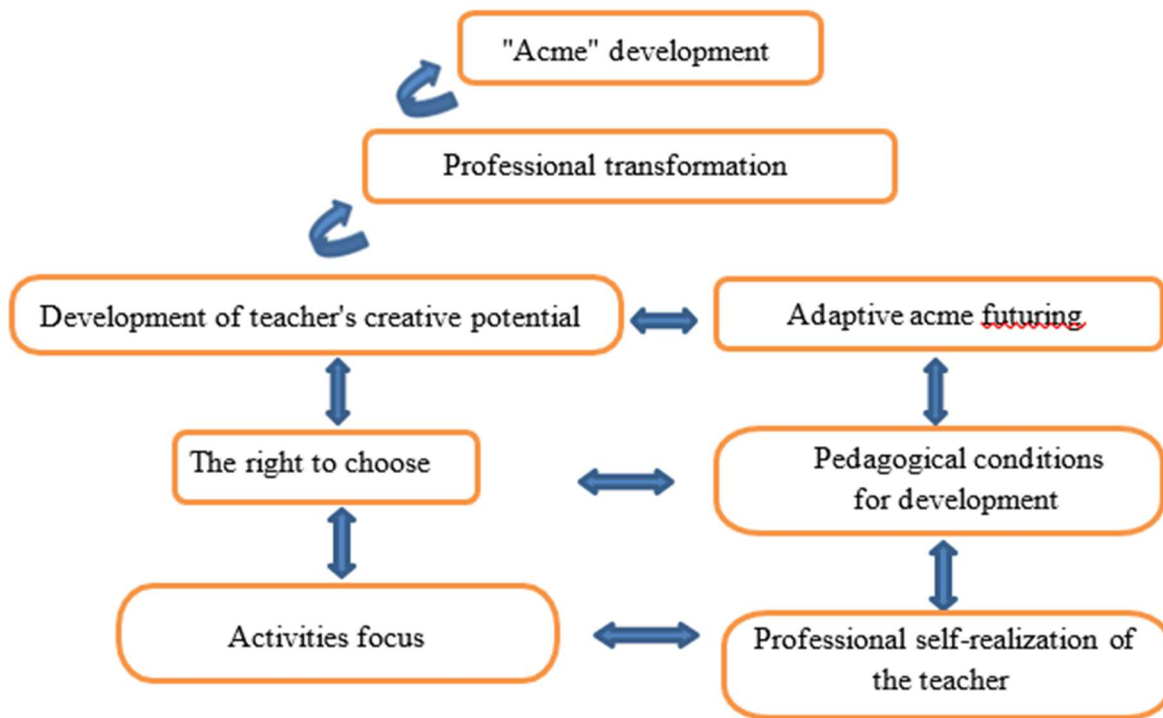 "Acme" development
Professional transformation
Development of teacher's creative potential
Adaptive acme futuring
The right to choose
Pedagogical conditions
for development
Activities focus
Professional self-realization of
the teacher